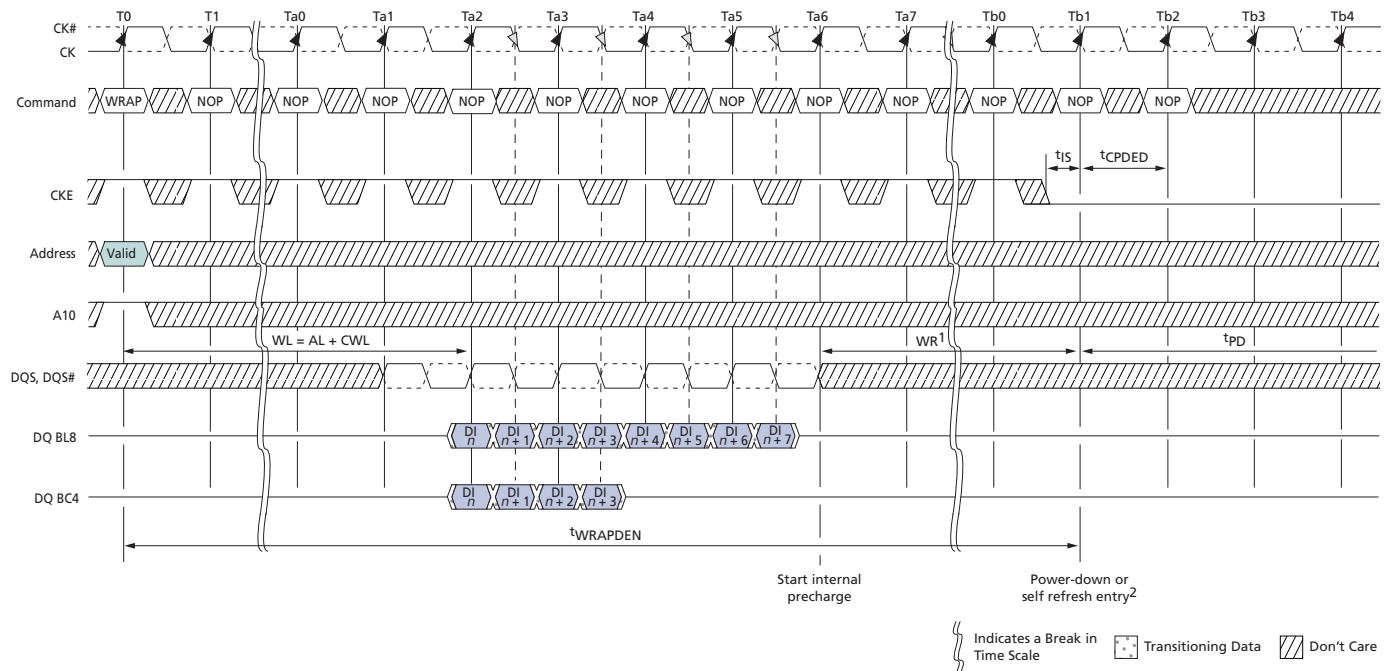 T0 T1 Ta0 Ta1 Ta2 Ta3 Ta4 Ta5 Ta6 Ta7 Tb0 Tb1 Tb2 Tb3 Tb4
CK#
CK
Command WRAP NOP NOP NOP NOP NOP NOP NOP NOP NOP NOP NOP NOP
tIS tCPDED
CKE
Address Valid
A10
WL = AL + CWL WR1 tPD
DQS, DQS#
DQ BL8 DI n DI n + 1 DI n + 2 DI n + 3 DI n + 4 DI n + 5 DI n + 6 DI n + 7
DQ BC4 DI n DI n + 1 DI n + 2 DI n + 3
tWRAPDEN
Start internal
precharge
Power-down or
self refresh entry2
Indicates a Break in
Time Scale
Transitioning Data
Don't Care